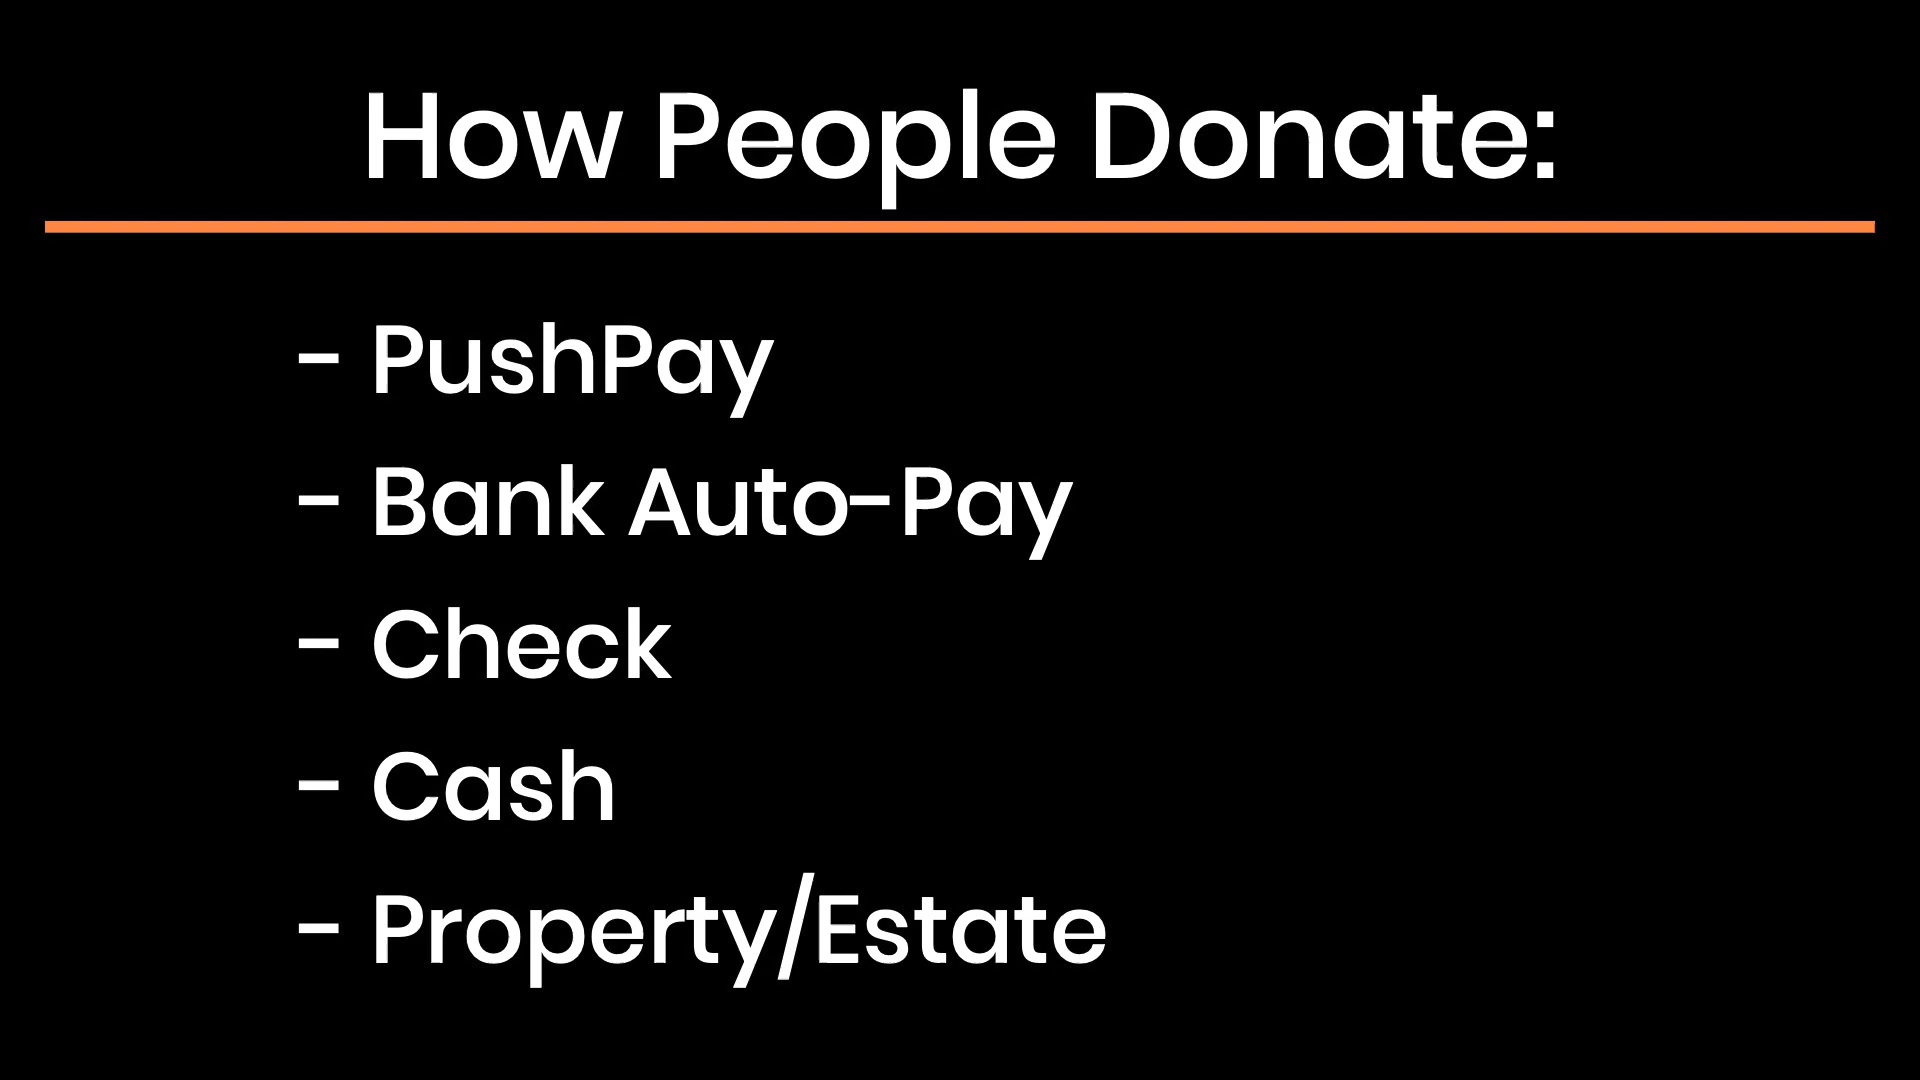 How People Donate:
- PushPay
- Bank Auto-Pay
- Check
- Cash
- Property/Estate